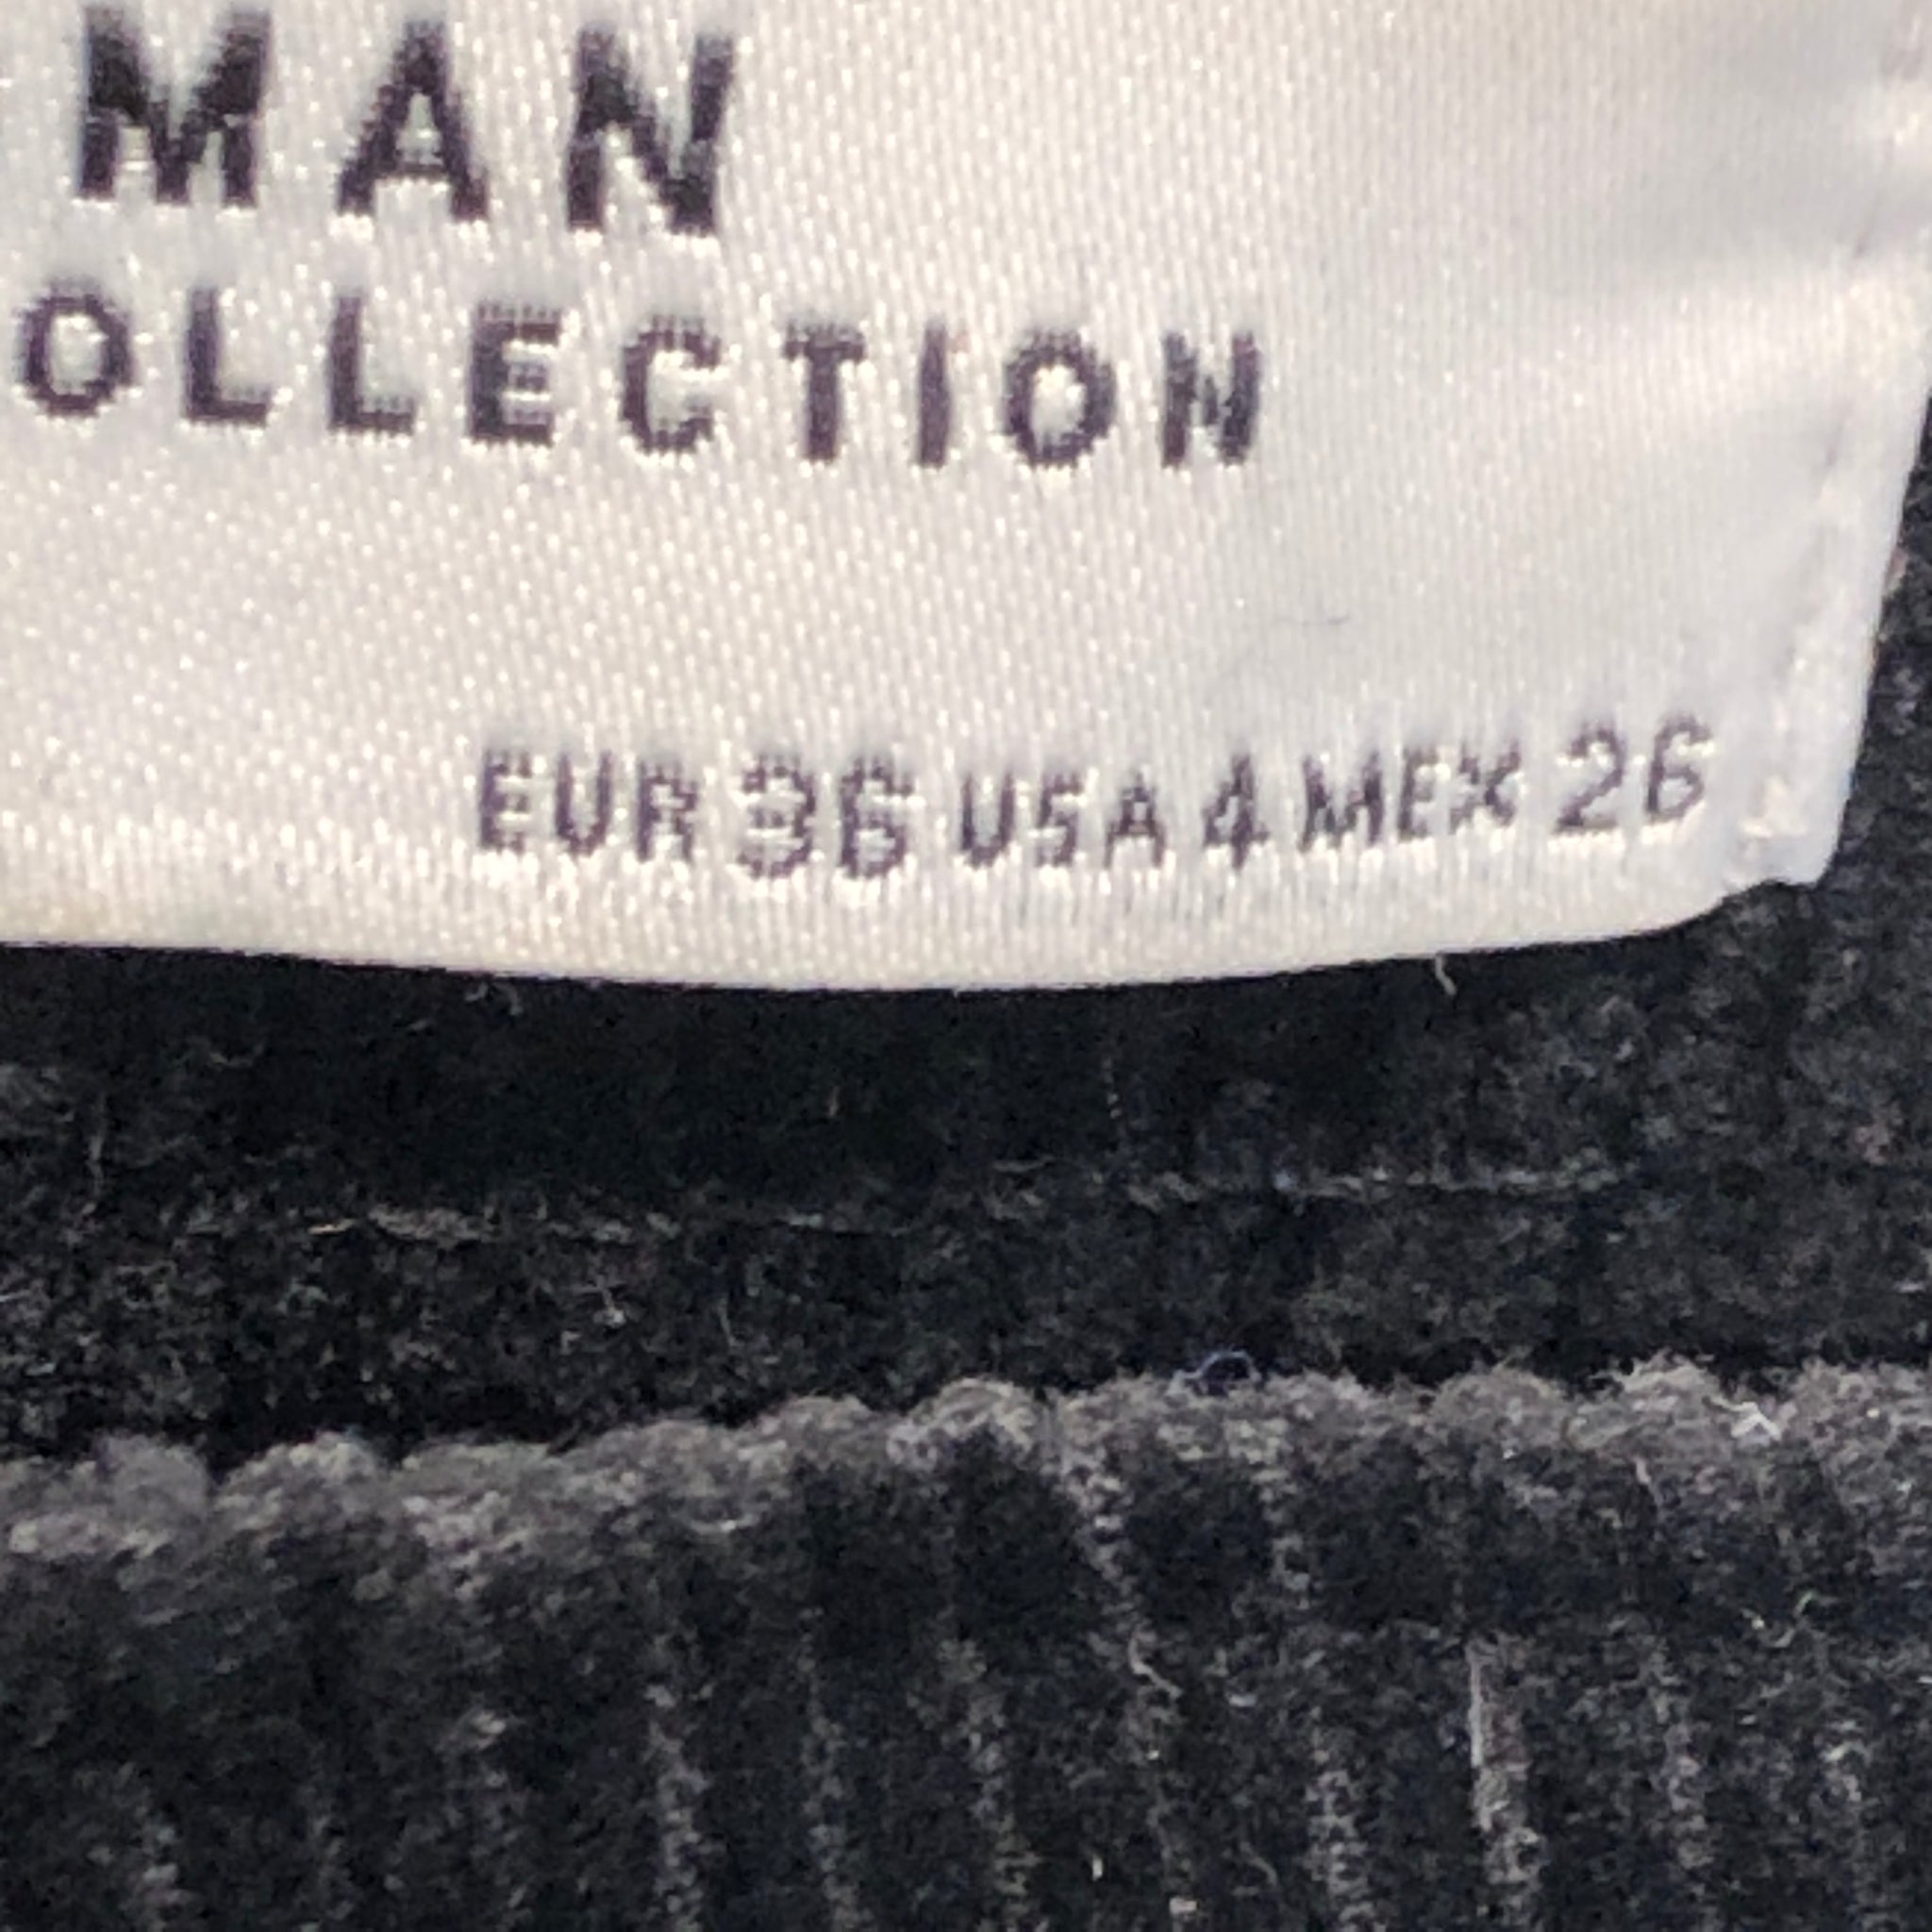 MAN
OLLECTION
EUR 36 USA 4 MEX 26